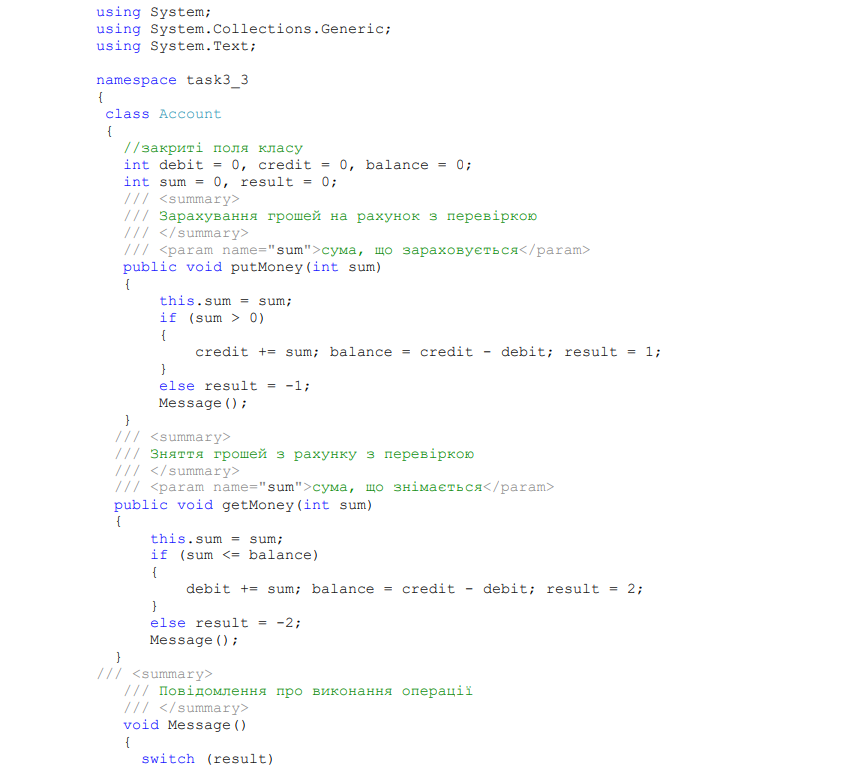 using System;
using System.Collections.Generic;
using System.Text;
namespace task3_3
{
class Account
{
//закриті поля класу
int debit = 0, credit = 0, balance = 0;
int sum = 0, result = 0;
/// <summary>
/// Зарахування грошей на рахунок з перевіркою
/// </summary>
/// <param name="sum">сума, що зараховується</param>
public void putMoney(int sum)
{
this.sum = sum;
if (sum > 0)
{
credit += sum; balance = credit - debit; result = 1;
}
else result = -1;
Message();
}
/// <summary>
/// Зняття грошей з рахунку з перевіркою
/// </summary>
/// <param name="sum">сума, що знімається</param>
public void getMoney(int sum)
{
this.sum = sum;
if (sum <= balance)
{
debit += sum; balance = credit - debit; result = 2;
}
else result = -2;
Message();
}
/// <summary>
/// Повідомлення про виконання операції
/// </summary>
void Message()
{
switch (result)